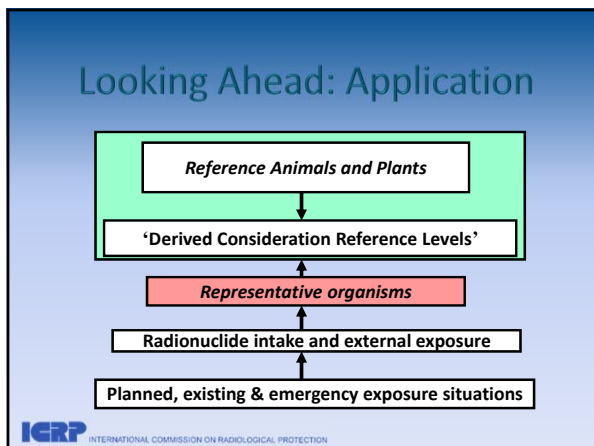 Looking Ahead: Application
Reference Animals and Plants
‘Derived Consideration Reference Levels’
Representative organisms
Radionuclide intake and external exposure
Planned, existing & emergency exposure situations
ICRP INTERNATIONAL COMMISSION ON RADIOLOGICAL PROTECTION